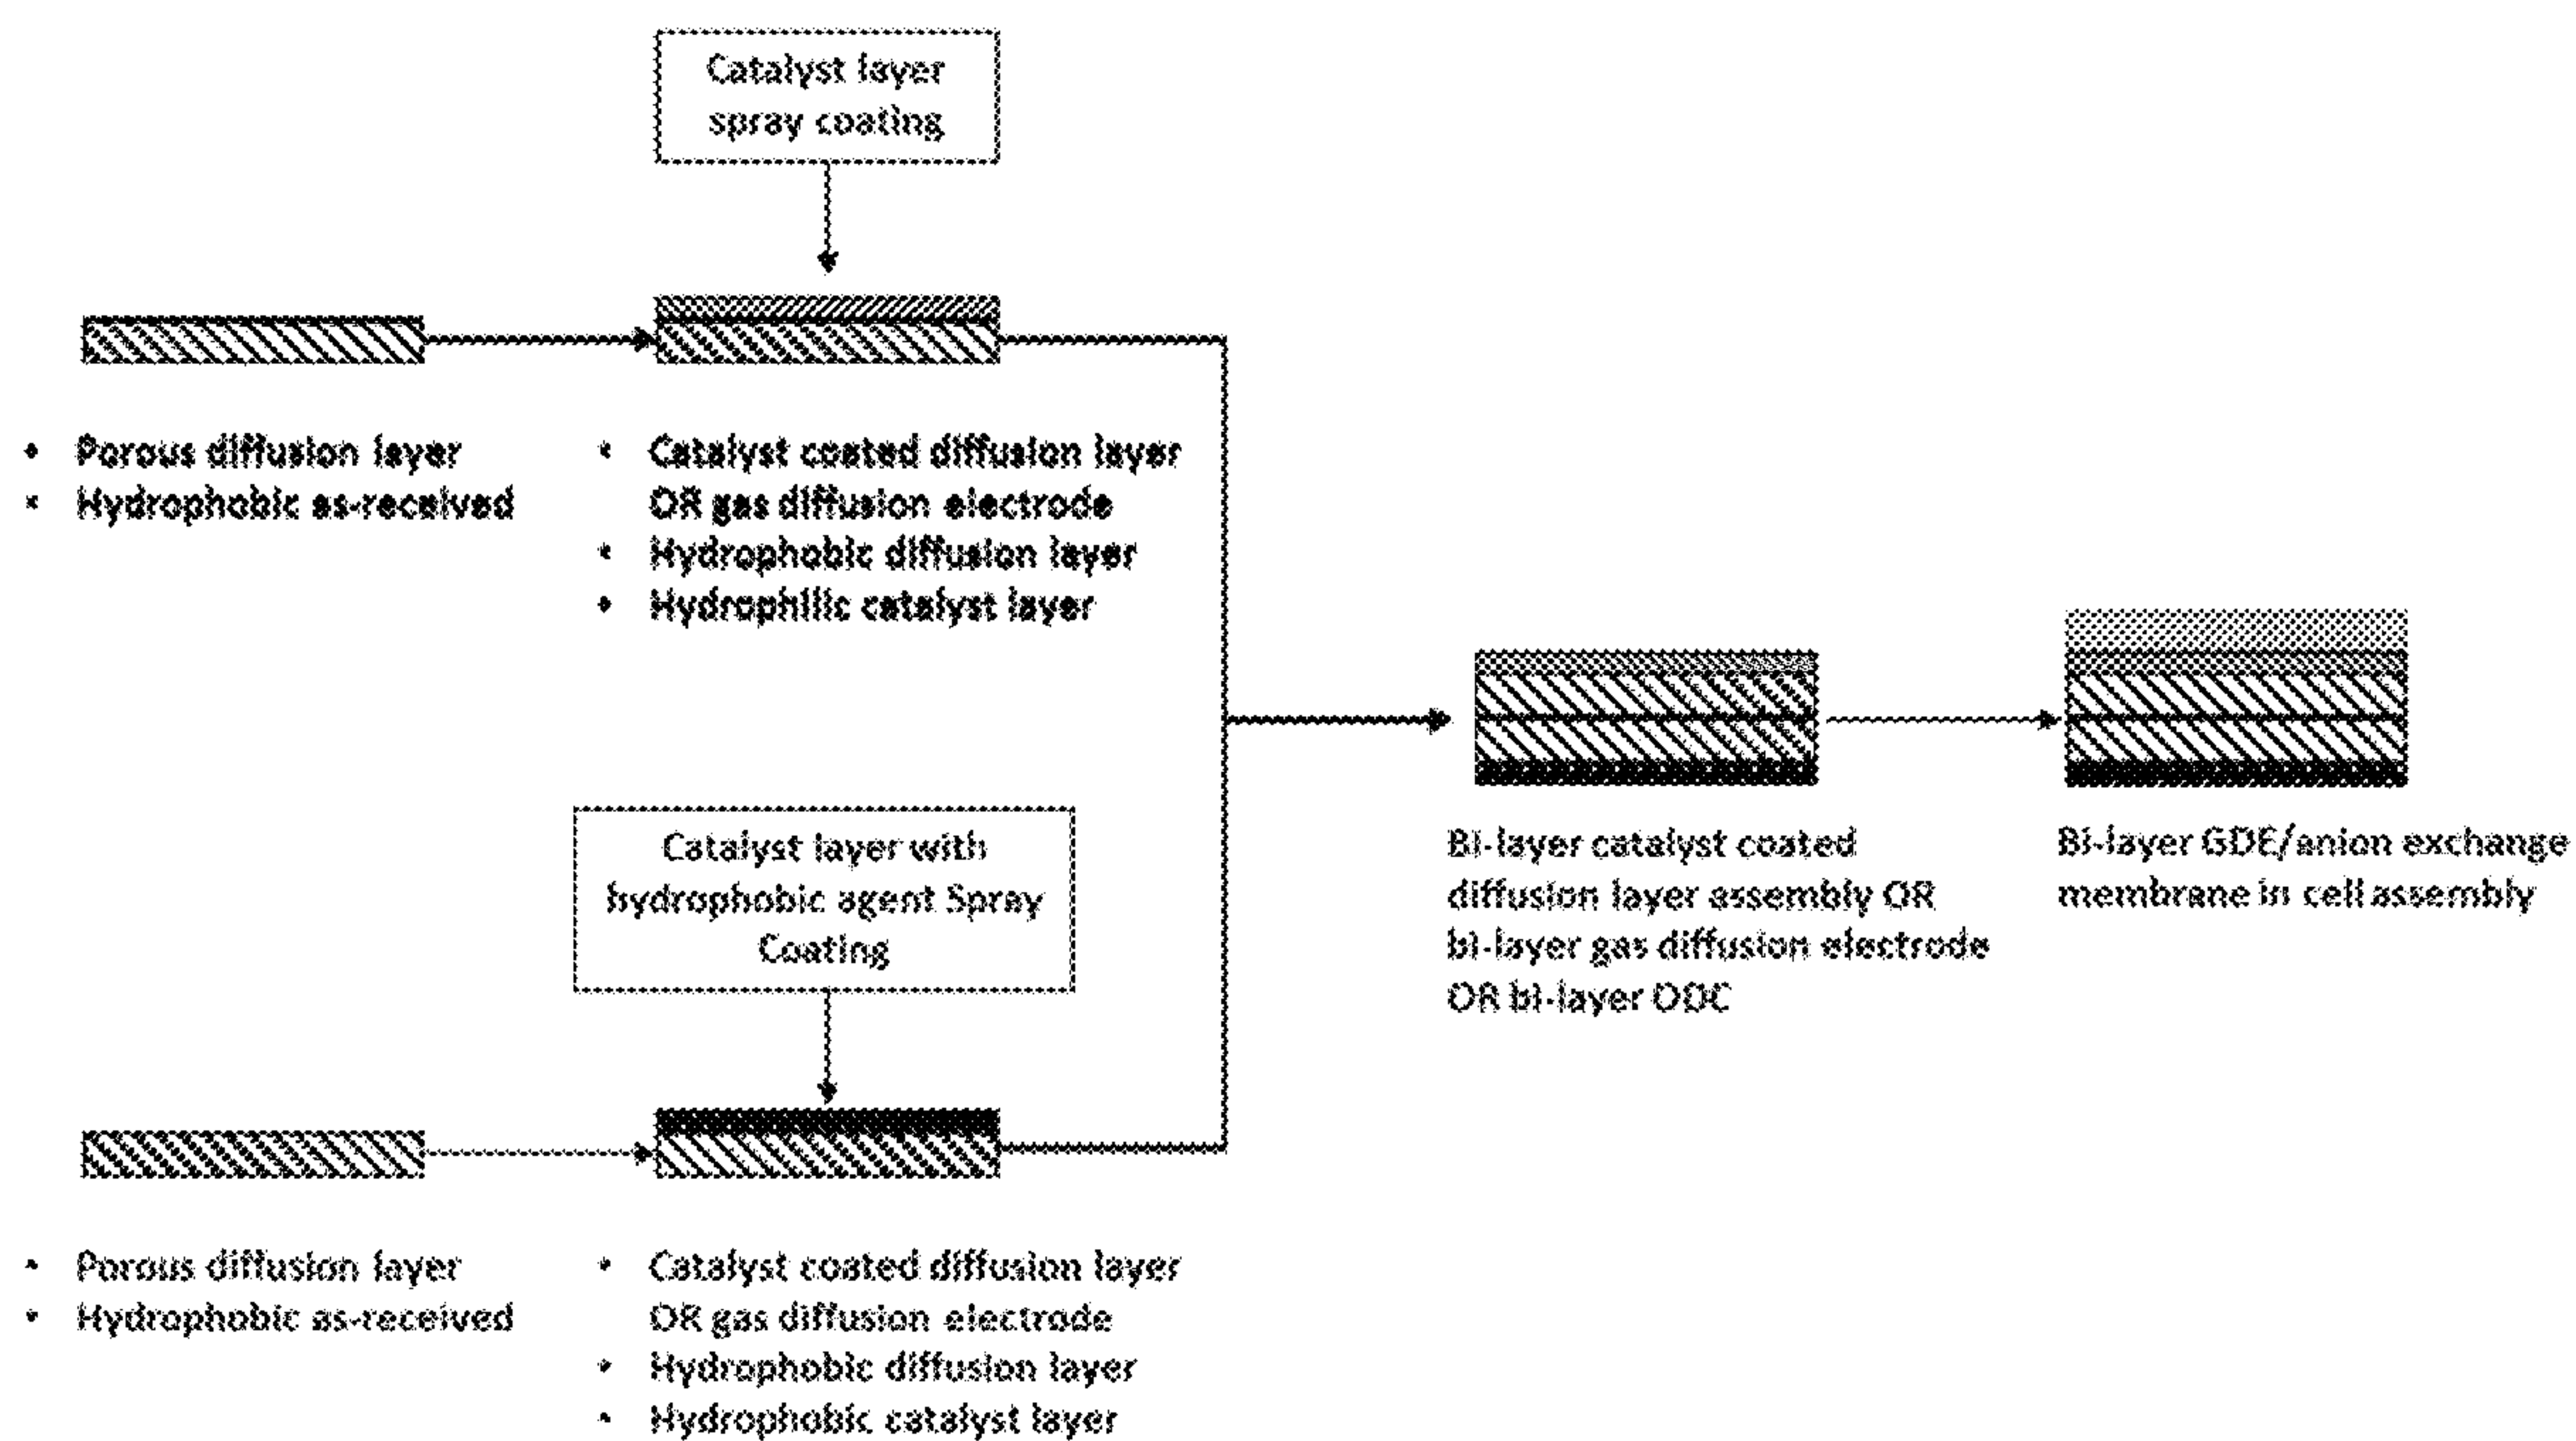 Catalyst layer
spray coating
• Porous diffusion layer
• Hydrophobic as-received
• Catalyst coated diffusion layer
OR gas diffusion electrode
• Hydrophobic diffusion layer
• Hydrophilic catalyst layer
Catalyst layer with
hydrophobic agent Spray
Coating
• Porous diffusion layer
• Hydrophobic as-received
• Catalyst coated diffusion layer
OR gas diffusion electrode
• Hydrophobic diffusion layer
• Hydrophobic catalyst layer
Bi-layer catalyst coated
diffusion layer assembly OR
bi-layer gas diffusion electrode
OR bi-layer ODC
Bi-layer GDE/anion exchange
membrane in cell assembly